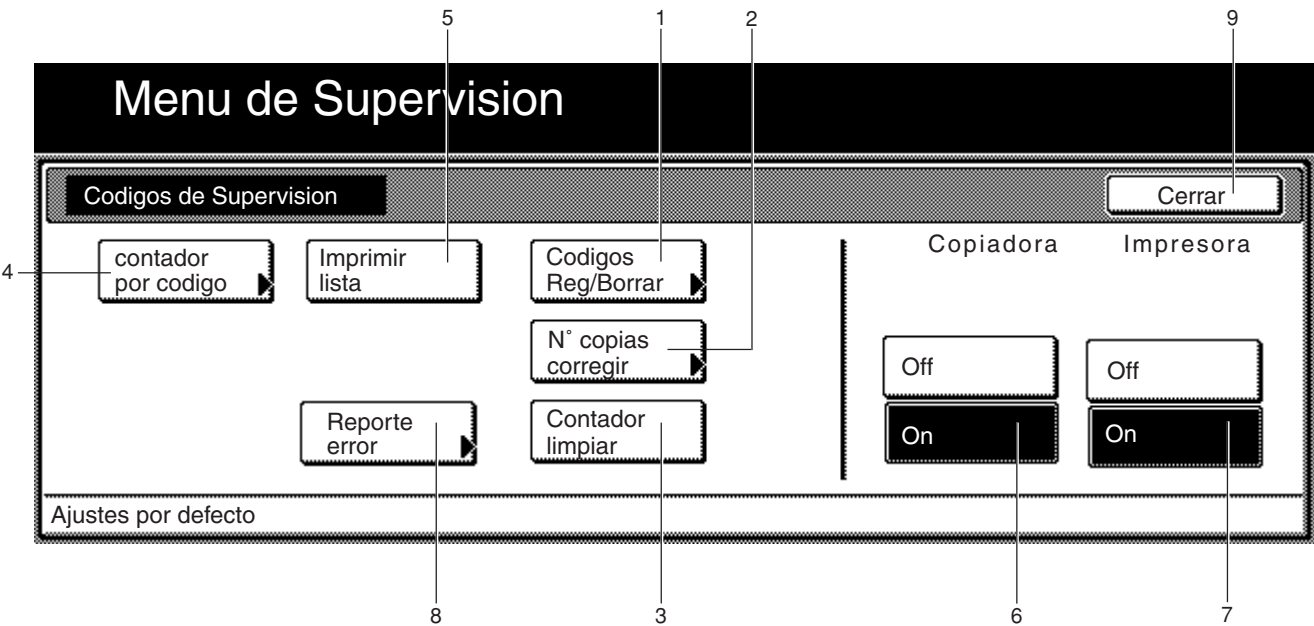 5 1 2 9
Menu de Supervision
Codigos de Supervision
Cerrar
4
contador
por codigo
Imprimir
lista
Codigos
Reg/Borrar
N° copias
corregir
Reporte
error
Contador
limpiar
Copiadora
Off
On
Impresora
Off
On
Ajustes por defecto
8 3 6 7